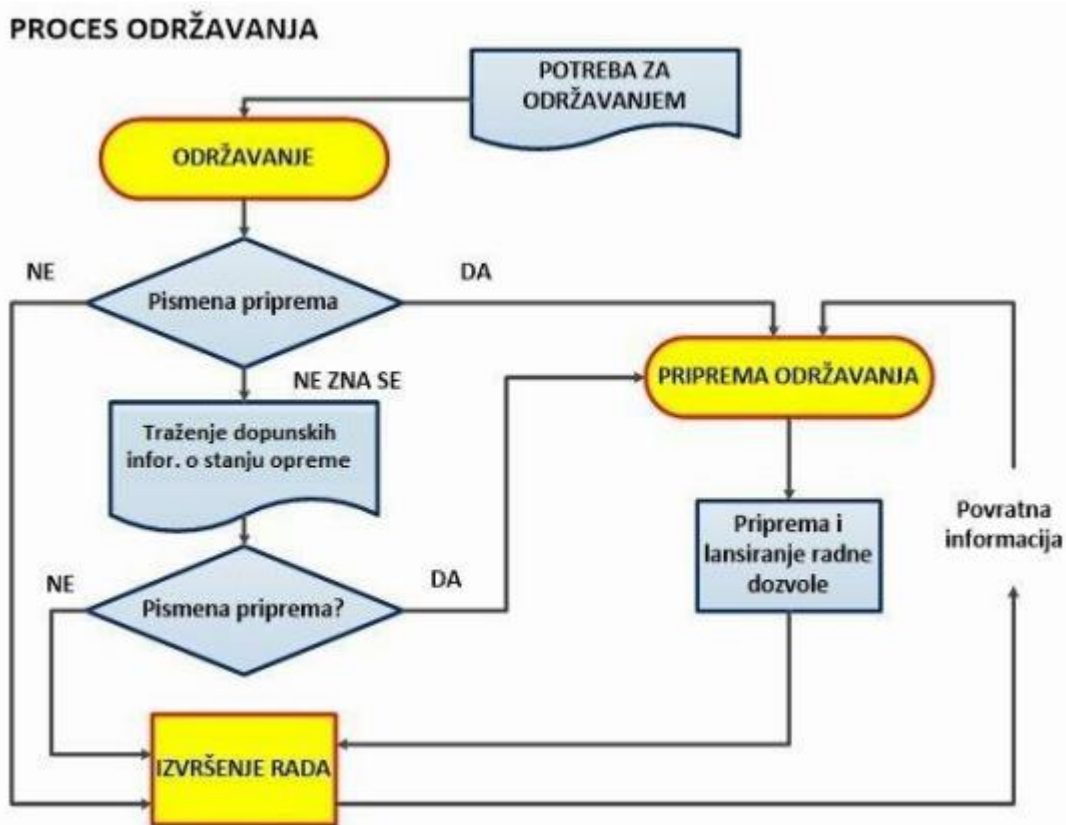 PROCES ODRŽAVANJA
POTREBA ZA
ODRŽAVANJEM
ODRŽAVANJE
NE
DA
Pismena priprema
NE ZNA SE
PRIPREMA ODRŽAVANJA
Traženje dopunskih
infor. o stanju opreme
Priprema i
lansiranje radne
dozvole
Povratna
informacija
NE
DA
Pismena priprema?
IZVRŠENJE RADA